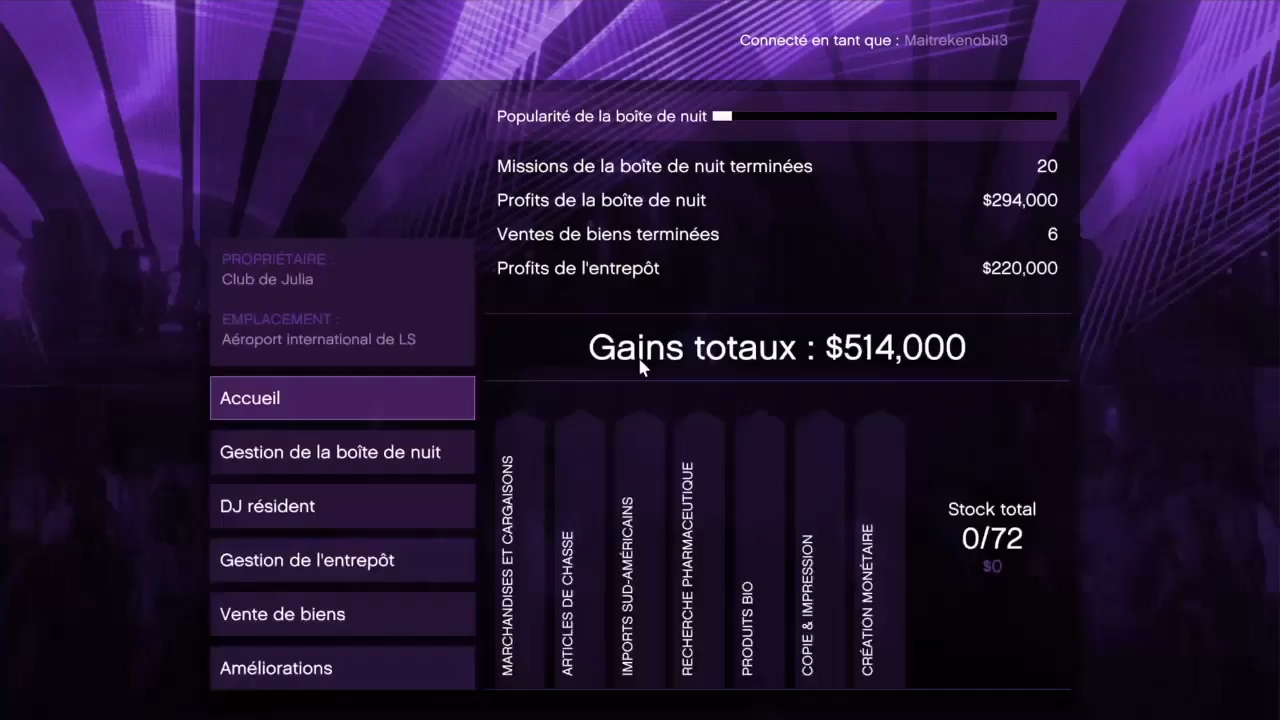 Connecté en tant que : Maitrekenobi13
Popularité de la boîte de nuit
Missions de la boîte de nuit terminées 20
Profits de la boîte de nuit $294,000
Ventes de biens terminées 6
Profits de l'entrepôt $220,000
Gains totaux : $514,000
PROPRIÉTAIRE :
Club de Julia
EMPLACEMENT :
Aéroport international de LS
Accueil
Gestion de la boîte de nuit
DJ résident
Gestion de l'entrepôt
Vente de biens
Améliorations
MARCHANDISES ET CARGAISONS
ARTICLES DE CHASSE
IMPORTS SUD-AMÉRICAINS
RECHERCHE PHARMACEUTIQUE
PRODUITS BIO
COPIE & IMPRESSION
CRÉATION MONÉTAIRE
Stock total
0/72
$0